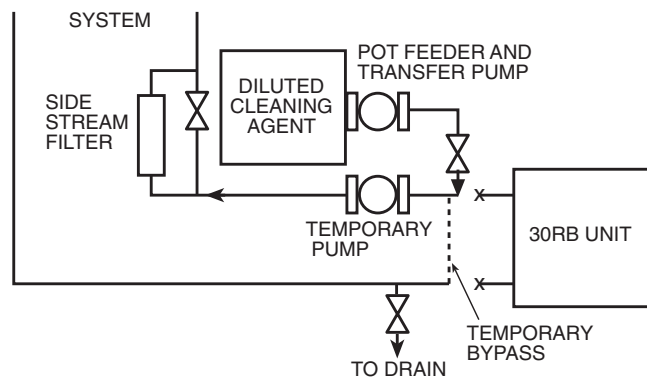 SYSTEM
POT FEEDER AND
TRANSFER PUMP
DILUTED
CLEANING
AGENT
SIDE
STREAM
FILTER
TEMPORARY
PUMP
x
30RB UNIT
x
TEMPORARY
BYPASS
TO DRAIN